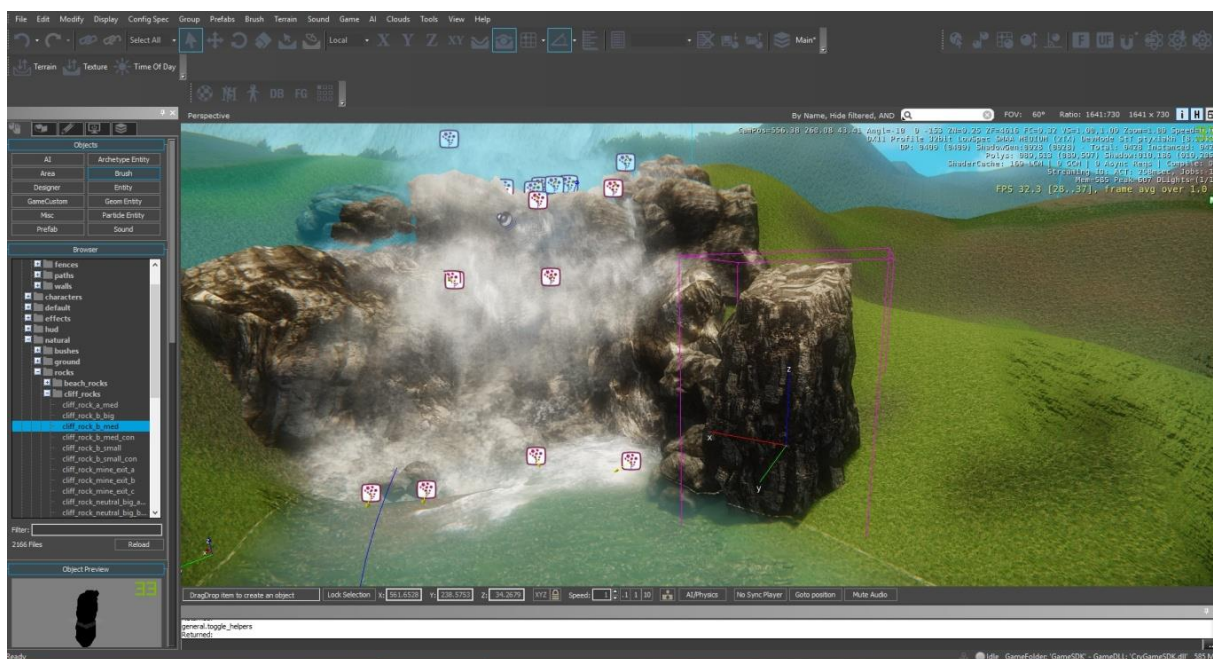 File Edit Modify Display Config Spec Group Prefabs Brush Terrain Sound Game AI Clouds Tools View Help
Select All Local X Y Z XY Main*
Terrain Texture Time Of Day
DB FG
Perspective By Name, Hide filtered, AND FOV: 60° Ratio: 1641:730 1641 x 730 i H
Objects
AI Archetype Entity
Area Brush
Designer Entity
GameCustom Geom Entity
Misc Particle Entity
Prefab Sound
Browser
fences
paths
walls
characters
default
effects
hud
natural
bushes
ground
rocks
beach_rocks
cliff_rocks
cliff_rock_a_med
cliff_rock_b_big
cliff_rock_b_med
cliff_rock_b_med_con
cliff_rock_b_small
cliff_rock_b_small_con
cliff_rock_mine_exit_a
cliff_rock_mine_exit_b
cliff_rock_mine_exit_c
cliff_rock_neutral_big_a...
cliff_rock_neutral_big_b...
Filter:
2166 Files Reload
Object Preview
33
FPS 32.3 [28..37], frame avg over 1.0
x
y
z
DragDrop item to create an object Lock Selection X: 561.6528 Y: 238.5753 Z: 34.2679 XYZ Speed: 1 .1 1 10 AI/Physics No Sync Player Goto position Mute Audio
general.toggle_helpers
Returned:
Ready Idle GameFolder: 'GameSDK' - GameDLL: 'CryGameSDK.dll' 585 M